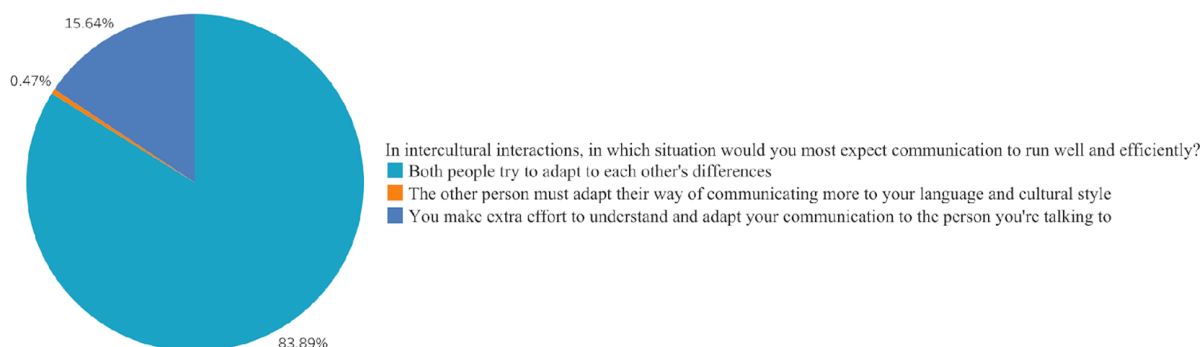 15.64%
0.47%
In intercultural interactions, in which situation would you most expect communication to run well and efficiently?
Both people try to adapt to each other's differences
The other person must adapt their way of communicating more to your language and cultural style
You make extra effort to understand and adapt your communication to the person you're talking to
83.89%